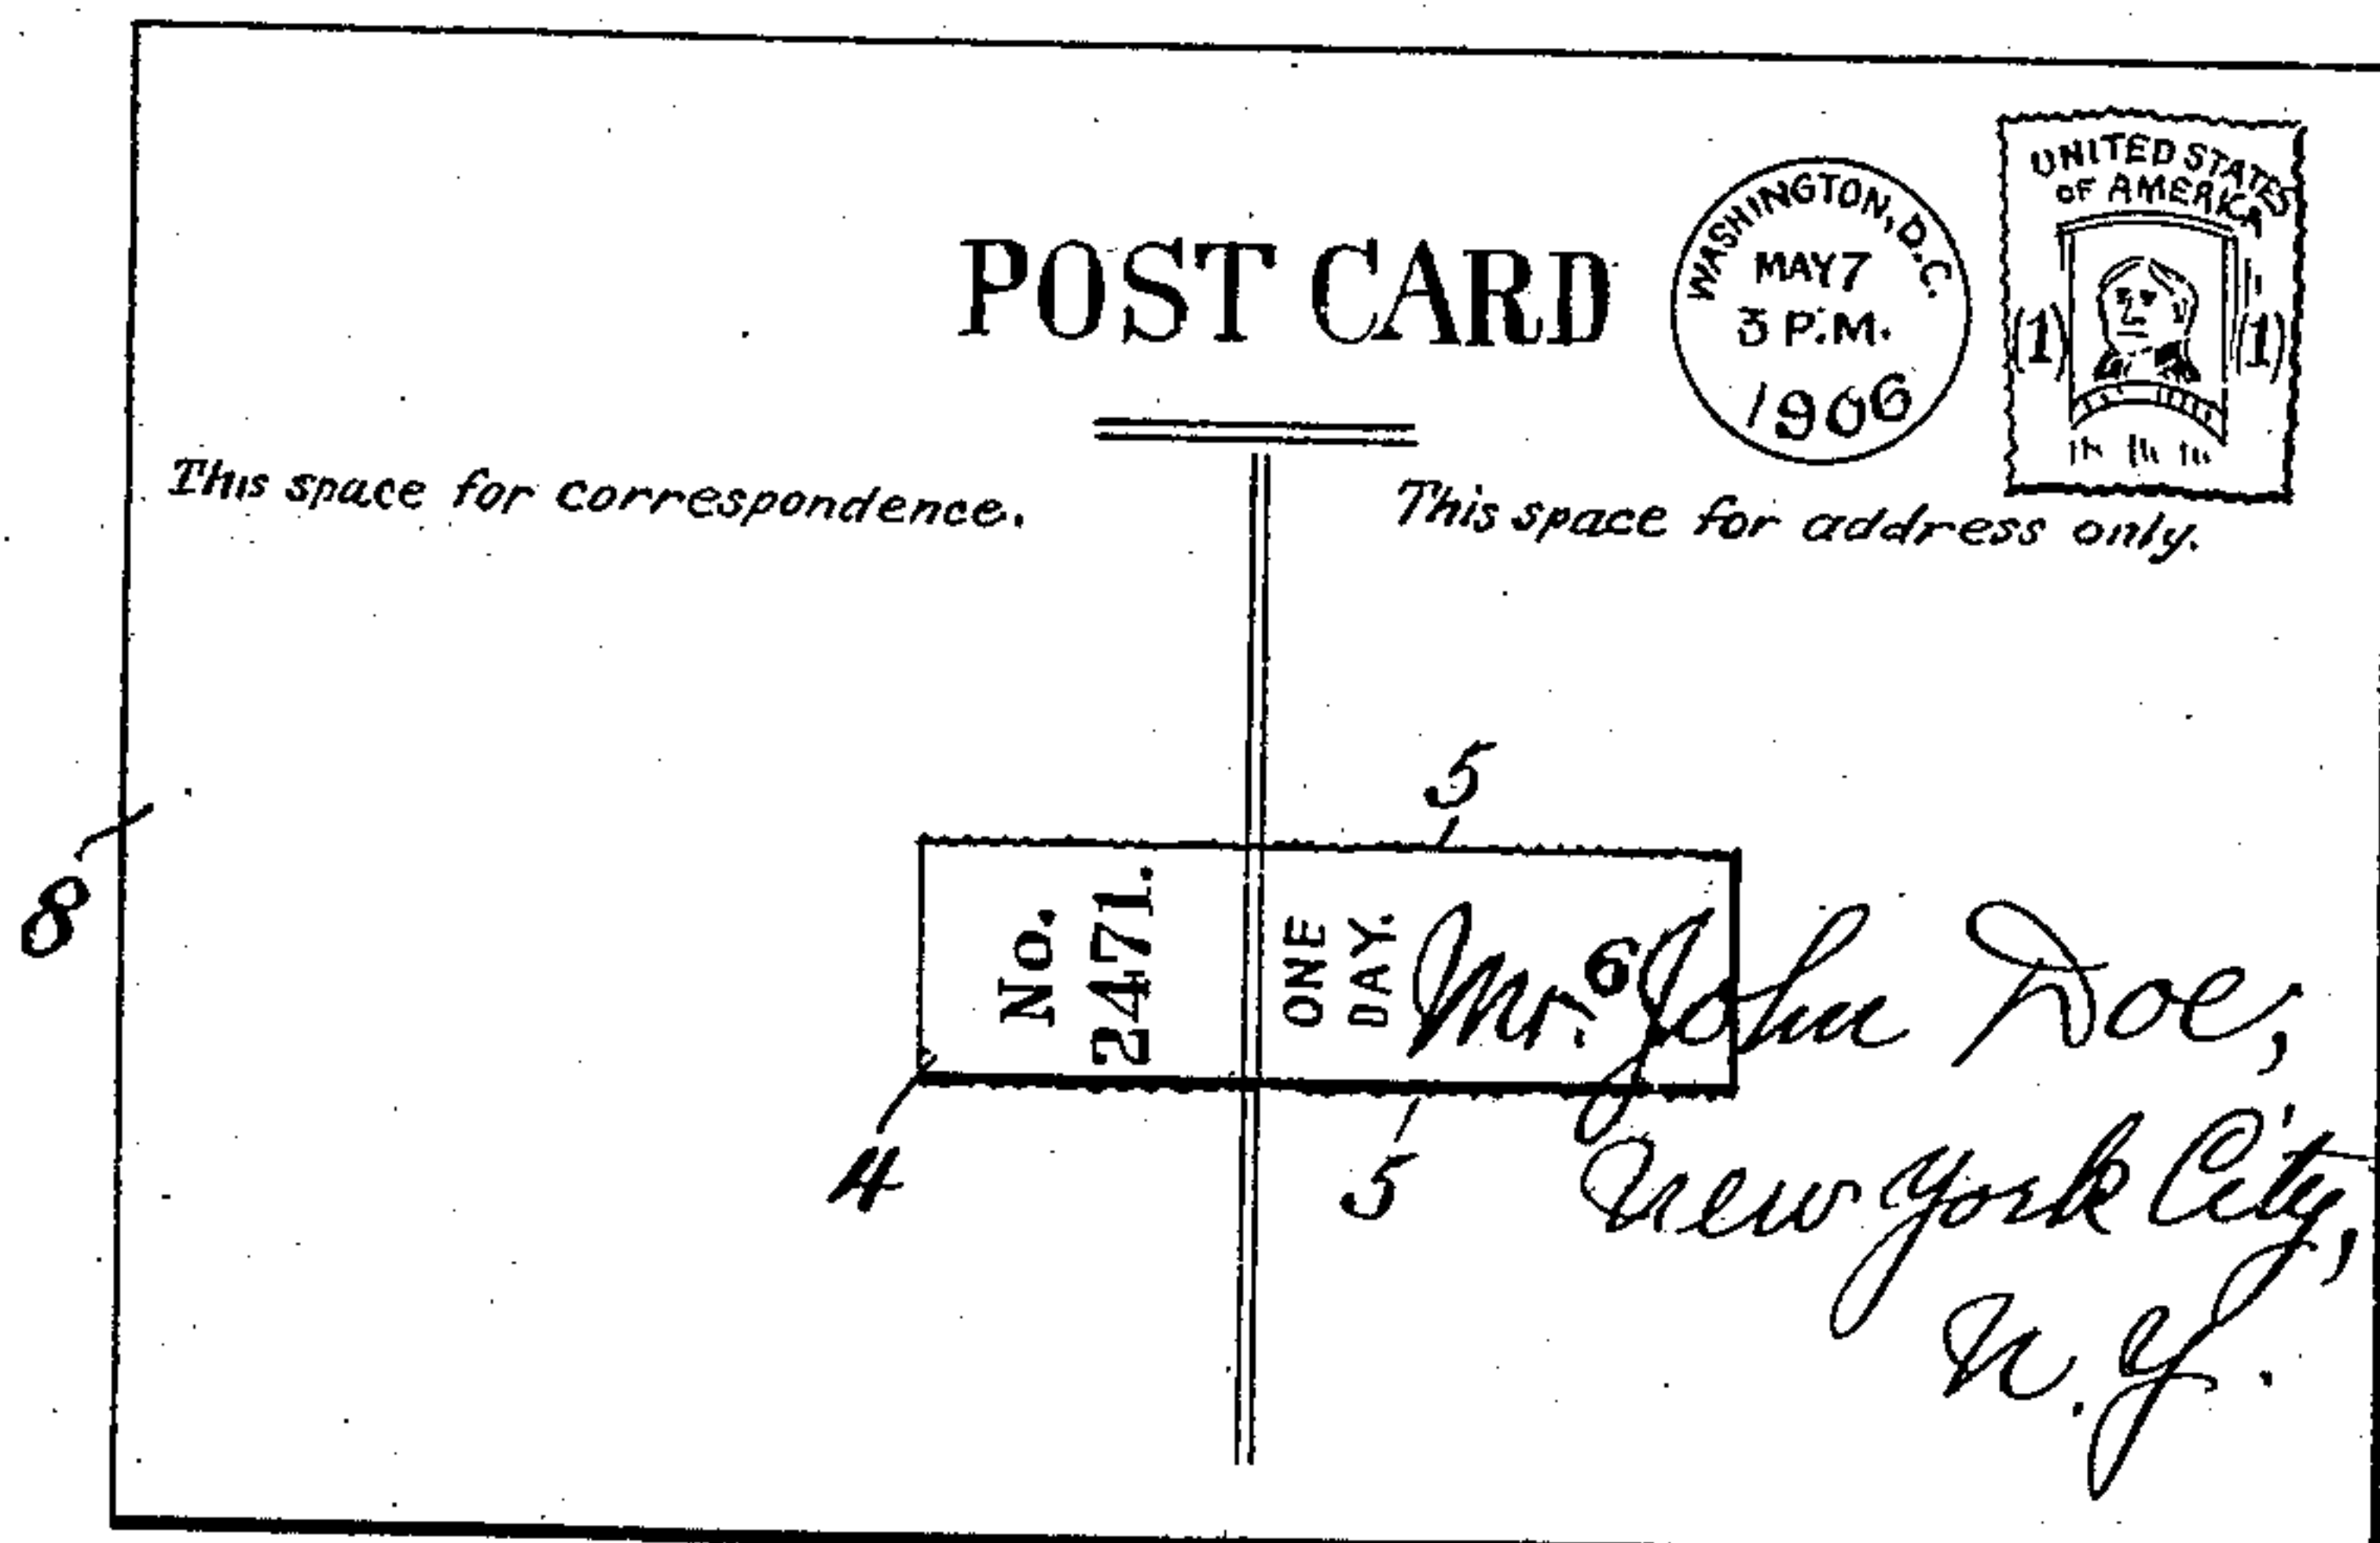 UNITED STATES
OF AMERICA
(1) (1)
WASHINGTON, D.C.
MAY 7
3 P.M.
1906
POST CARD
This space for correspondence.
This space for address only.
5
8
No.
2471.
ONE
DAY.
6
Mr. John Doe,
4
5
New York City,
N.Y.